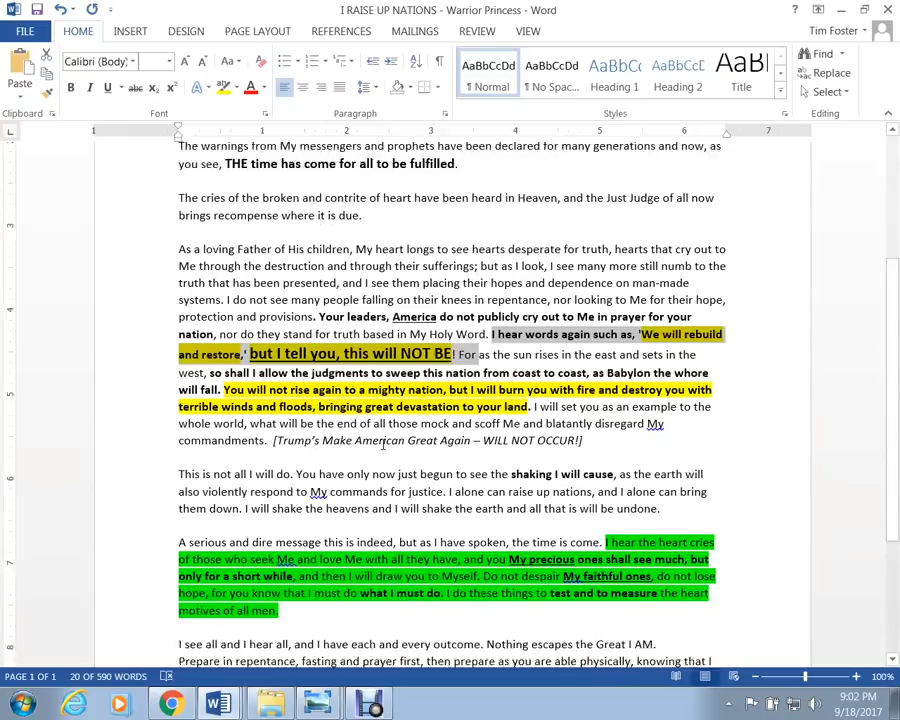 I RAISE UP NATIONS - Warrior Princess - Word
FILE HOME INSERT DESIGN PAGE LAYOUT REFERENCES MAILINGS REVIEW VIEW Tim Foster
Calibri (Body) Aa AaBbCcDd AaBbCcDd AaBbCc AaBbCcDc AaBl Find
Paste B I U abc x₂ x² A ¶ Normal ¶ No Spac... Heading 1 Heading 2 Title Replace
Select
Clipboard Font Paragraph Styles Editing
1 1 2 3 4 5 6 7
The warnings from My messengers and prophets have been declared for many generations and now, as
you see, THE time has come for all to be fulfilled.
The cries of the broken and contrite of heart have been heard in Heaven, and the Just Judge of all now
brings recompense where it is due.
As a loving Father of His children, My heart longs to see hearts desperate for truth, hearts that cry out to
Me through the destruction and through their sufferings; but as I look, I see many more still numb to the
truth that has been presented, and I see them placing their hopes and dependence on man-made
systems. I do not see many people falling on their knees in repentance, nor looking to Me for their hope,
protection and provisions. Your leaders, America do not publicly cry out to Me in prayer for your
nation, nor do they stand for truth based in My Holy Word. I hear words again such as, 'We will rebuild
and restore,' but I tell you, this will NOT BE! For as the sun rises in the east and sets in the
west, so shall I allow the judgments to sweep this nation from coast to coast, as Babylon the whore
will fall. You will not rise again to a mighty nation, but I will burn you with fire and destroy you with
terrible winds and floods, bringing great devastation to your land. I will set you as an example to the
whole world, what will be the end of all those mock and scoff Me and blatantly disregard My
commandments. [Trump's Make American Great Again – WILL NOT OCCUR!]
This is not all I will do. You have only now just begun to see the shaking I will cause, as the earth will
also violently respond to My commands for justice. I alone can raise up nations, and I alone can bring
them down. I will shake the heavens and I will shake the earth and all that is will be undone.
A serious and dire message this is indeed, but as I have spoken, the time is come. I hear the heart cries
of those who seek Me and love Me with all they have, and you My precious ones shall see much, but
only for a short while, and then I will draw you to Myself. Do not despair My faithful ones, do not lose
hope, for you know that I must do what I must do. I do these things to test and to measure the heart
motives of all men.
I see all and I hear all, and I have each and every outcome. Nothing escapes the Great I AM.
Prepare in repentance, fasting and prayer first, then prepare as you are able physically, knowing that I
PAGE 1 OF 1 20 OF 590 WORDS 100%
9:02 PM
9/18/2017